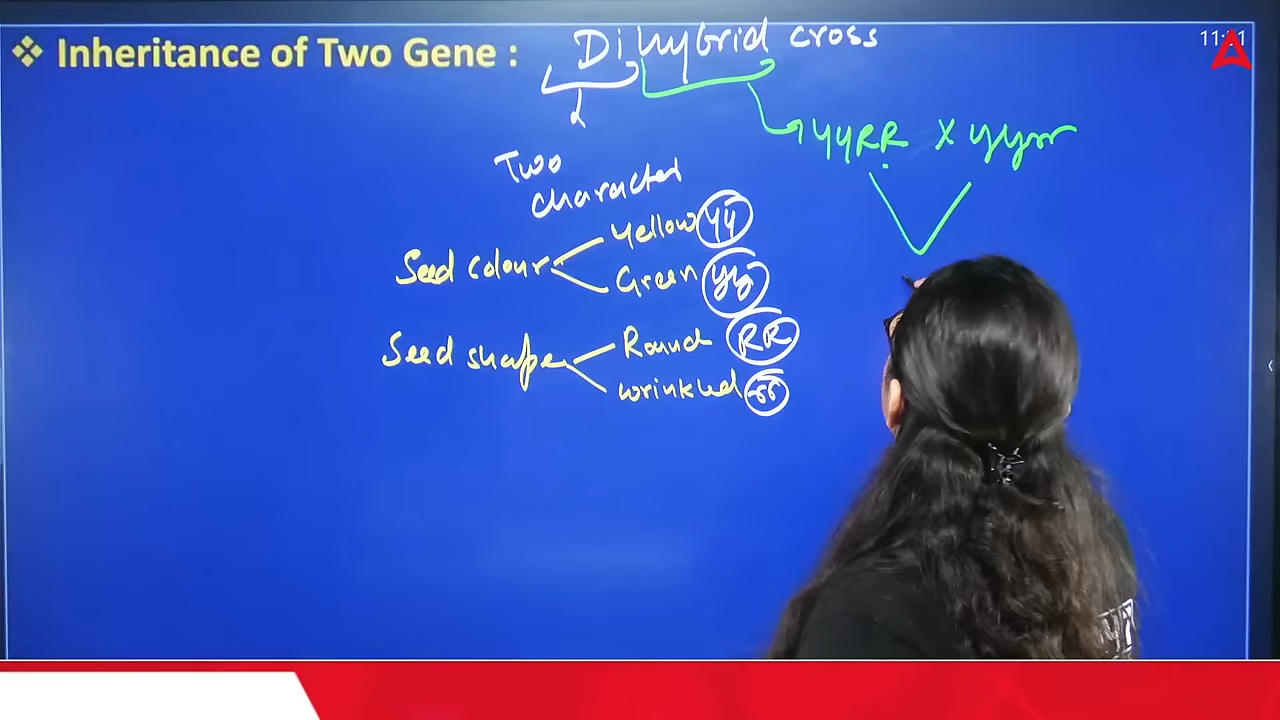 ❖ Inheritance of Two Gene :
Dihybrid cross
2
YYRR X yyrr
Two
character
Seed colour
Yellow YY
Green yy
Seed shape
Round RR
wrinkled rr